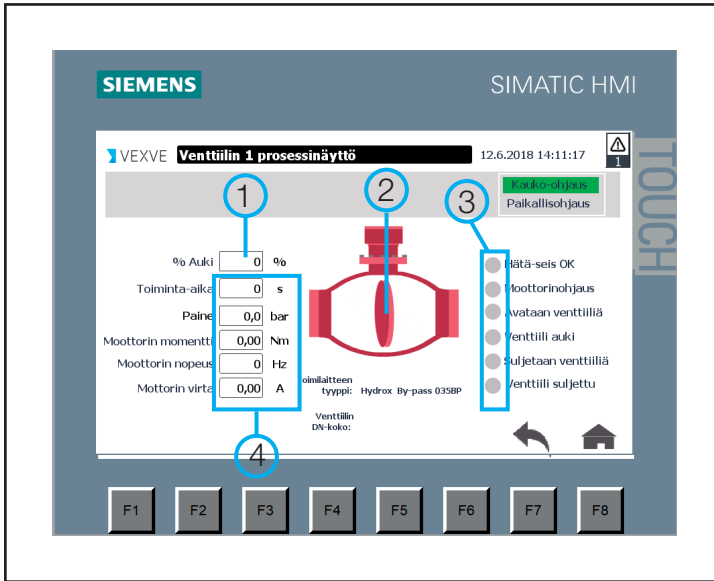 SIEMENS
SIMATIC HMI
VEXVE
Venttiilin 1 prosessinäyttö
12.6.2018 14:11:17
1
TOUCH
Kauko-ohjaus
Paikallisohjaus
1
2
3
% Auki 0 %
Toiminta-aika 0 s
Paine 0,0 bar
Moottorin momentti 0,00 Nm
Moottorin nopeus 0 Hz
Mottorin virta 0,00 A
Hätä-seis OK
Moottorinohjaus
Avataan venttiiliä
Venttiili auki
Suljetaan venttiiliä
Venttiili suljettu
oimilaitteen
tyyppi: Hydrox By-pass 035BP
Venttiilin
DN-koko:
4
F1 F2 F3 F4 F5 F6 F7 F8